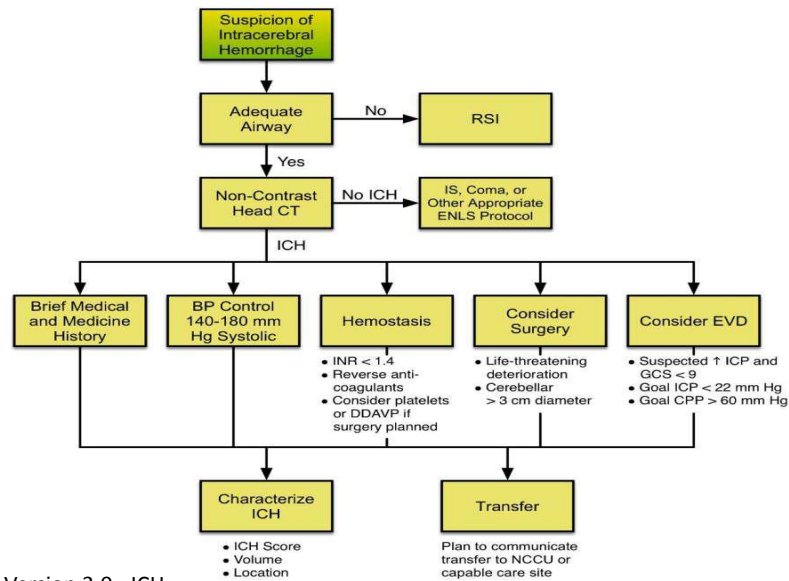 Suspicion of
Intracerebral
Hemorrhage
Adequate
Airway
No
RSI
Yes
Non-Contrast
Head CT
No ICH
IS, Coma, or
Other Appropriate
ENLS Protocol
ICH
Brief Medical
and Medicine
History
BP Control
140-180 mm
Hg Systolic
Hemostasis
• INR < 1.4
• Reverse anti-
coagulants
• Consider platelets
or DDAVP if
surgery planned
Consider
Surgery
• Life-threatening
deterioration
• Cerebellar
> 3 cm diameter
Consider EVD
• Suspected ↑ ICP and
GCS < 9
• Goal ICP < 22 mm Hg
• Goal CPP > 60 mm Hg
Characterize
ICH
• ICH Score
• Volume
• Location
Transfer
Plan to communicate
transfer to NCCU or
capable care site